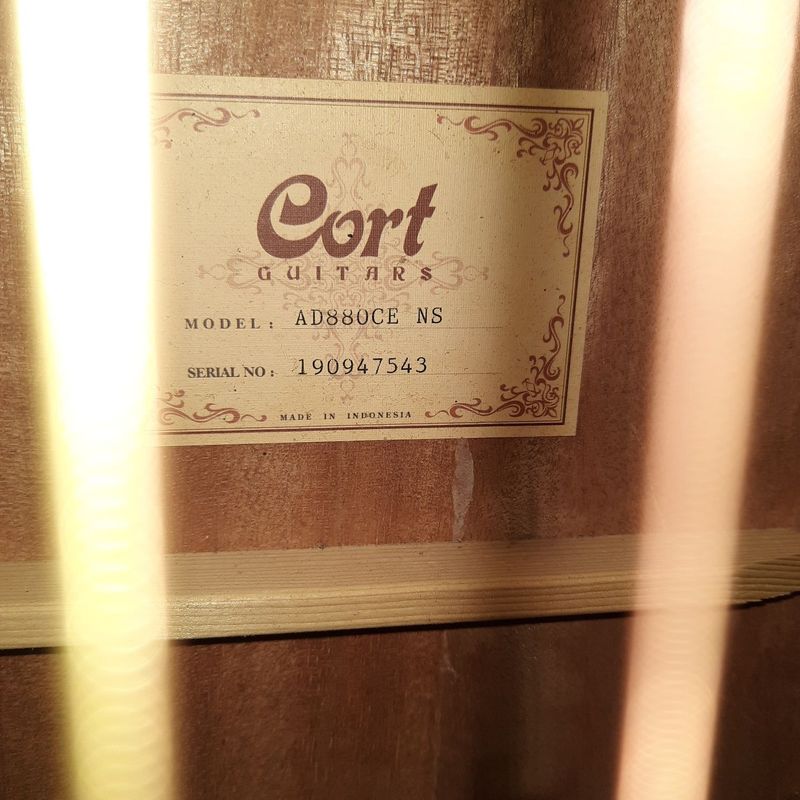 Cort
GUITARS
MODEL: AD880CE NS
SERIAL NO: 190947543
MADE IN INDONESIA